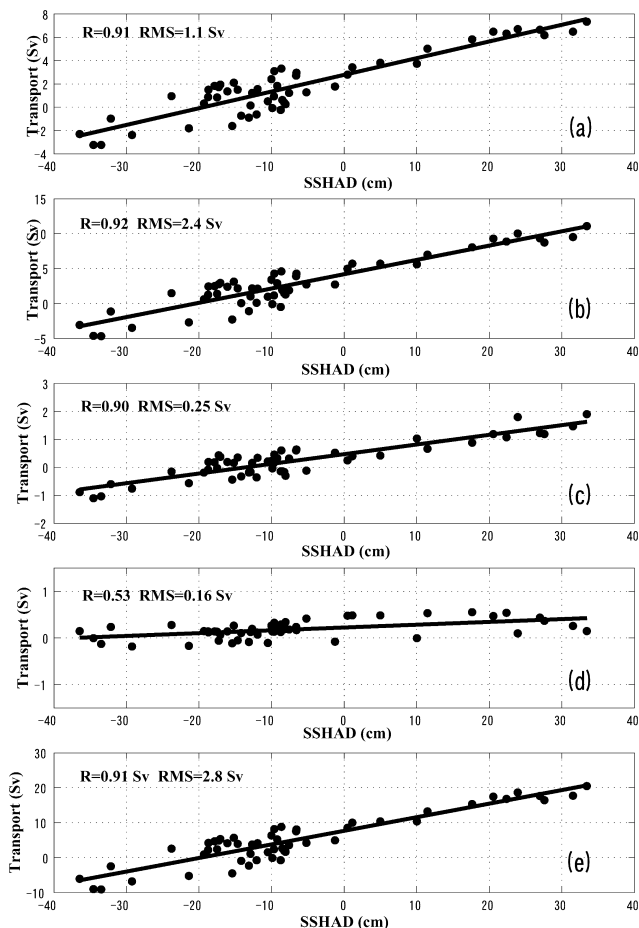 8
6
4
2
0
−2
−4
Transport (Sv)
R=0.91 RMS=1.1 Sv
(a)
−40 −30 −20 −10 0 10 20 30 40
SSHAD (cm)
15
10
5
0
−5
Transport (Sv)
R=0.92 RMS=2.4 Sv
(b)
−40 −30 −20 −10 0 10 20 30 40
SSHAD (cm)
3
2
1
0
−1
−2
Transport (Sv)
R=0.90 RMS=0.25 Sv
(c)
−40 −30 −20 −10 0 10 20 30 40
SSHAD (cm)
1
0
−1
Transport (Sv)
R=0.53 RMS=0.16 Sv
(d)
−40 −30 −20 −10 0 10 20 30 40
SSHAD (cm)
30
20
10
0
−10
Transport (Sv)
R=0.91 Sv RMS=2.8 Sv
(e)
−40 −30 −20 −10 0 10 20 30 40
SSHAD (cm)